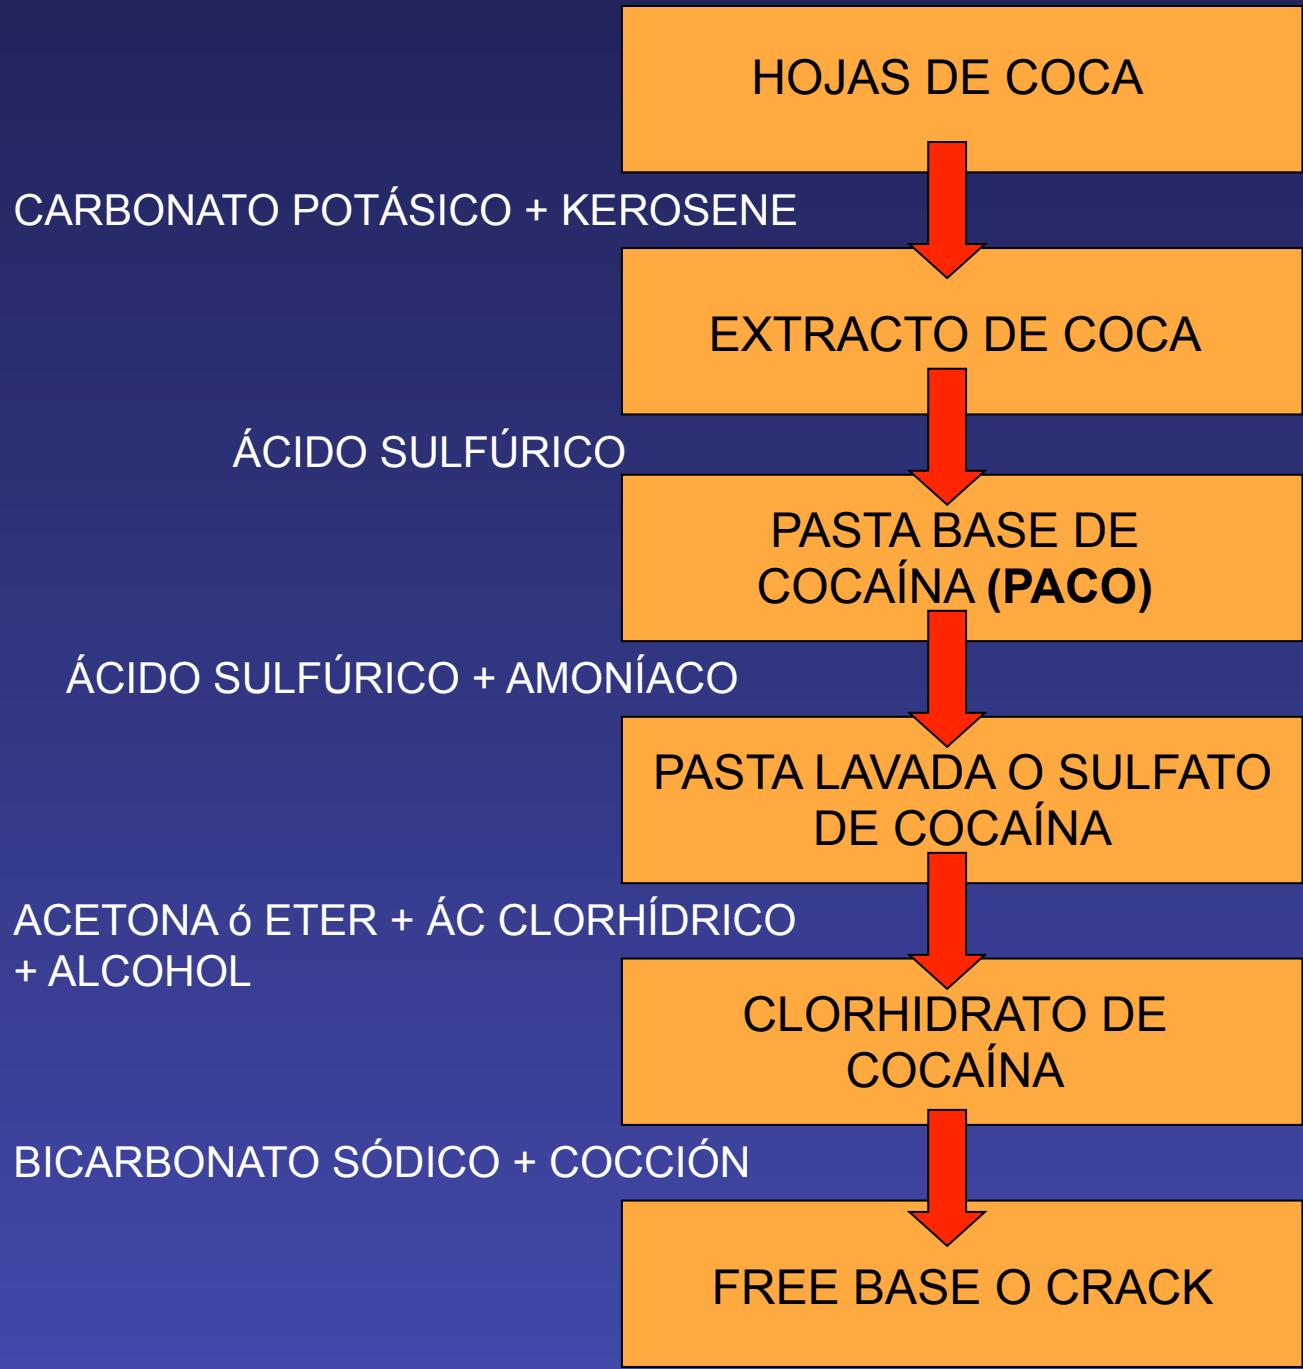 HOJAS DE COCA
CARBONATO POTÁSICO + KEROSENE
EXTRACTO DE COCA
ÁCIDO SULFÚRICO
PASTA BASE DE
COCAÍNA (PACO)
ÁCIDO SULFÚRICO + AMONÍACO
PASTA LAVADA O SULFATO
DE COCAÍNA
ACETONA ó ETER + ÁC CLORHÍDRICO
+ ALCOHOL
CLORHIDRATO DE
COCAÍNA
BICARBONATO SÓDICO + COCCIÓN
FREE BASE O CRACK